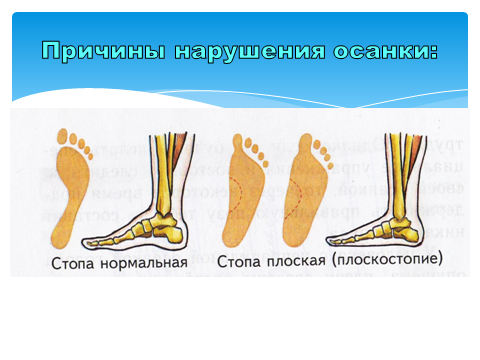 Причины нарушения осанки:
Стопа нормальная
Стопа плоская (плоскостопие)